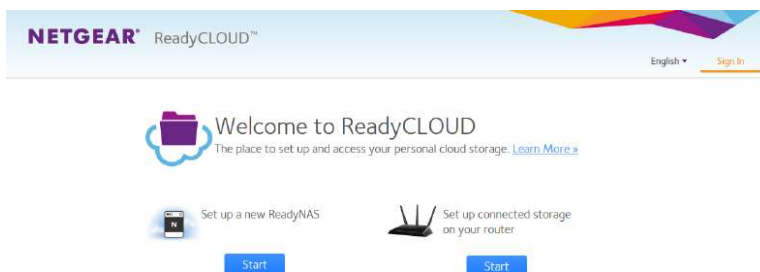 NETGEAR® ReadyCLOUD™
English ▾ Sign In
Welcome to ReadyCLOUD
The place to set up and access your personal cloud storage. Learn More »
N
Set up a new ReadyNAS
Set up connected storage
on your router
Start
Start